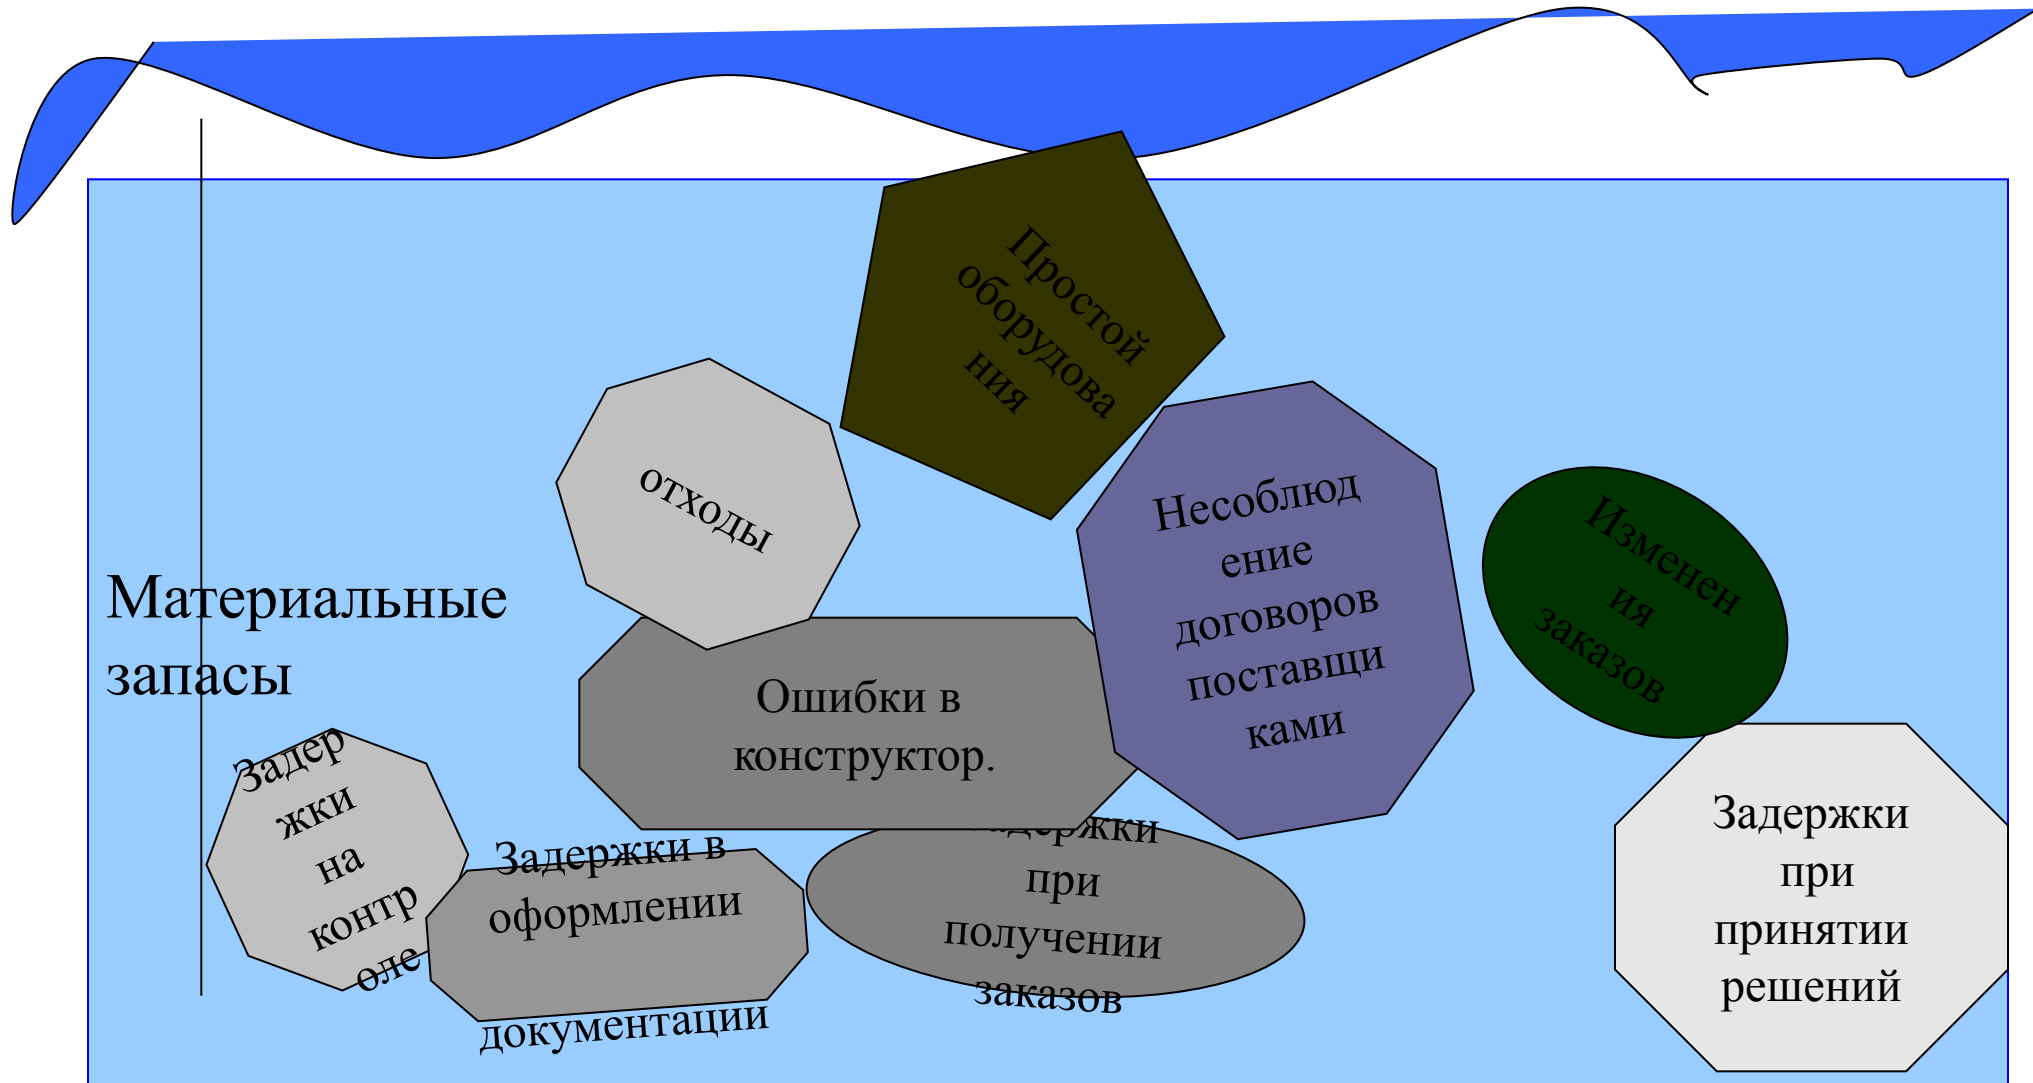 Простой
оборудова
ния
отходы
Несоблюд
ение
договоров
поставщи
ками
Изменен
ия
заказов
Материальные
запасы
Ошибки в
конструктор.
Задер
жки
на
контр
оле
Задержки в
оформлении
документации
Задержки
при
получении
заказов
Задержки
при
принятии
решений